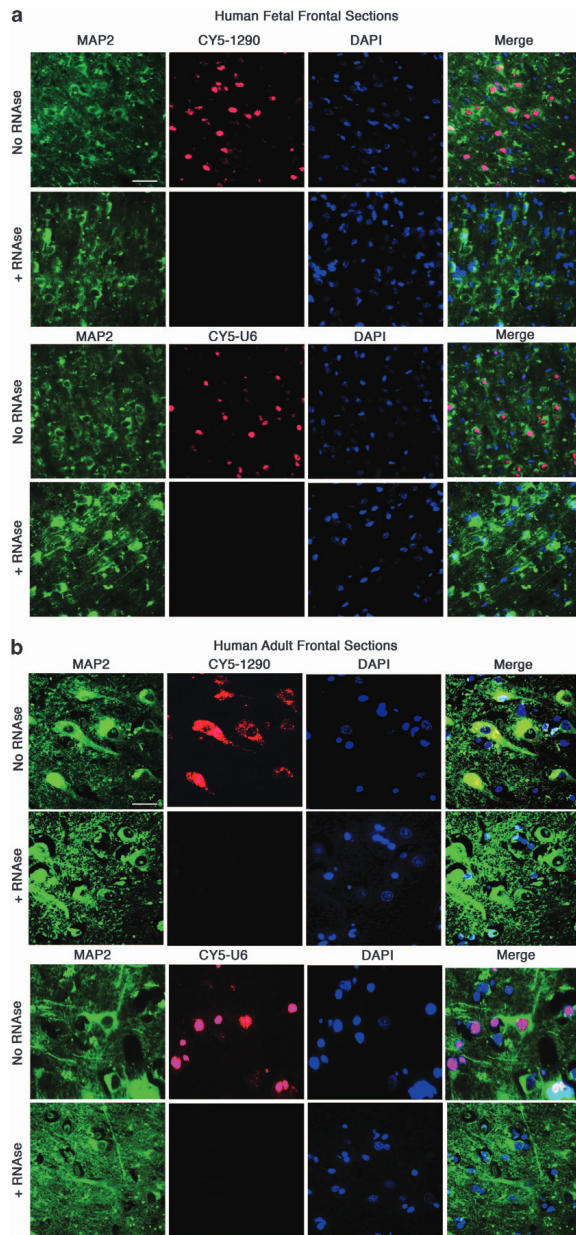 a
Human Fetal Frontal Sections
MAP2 CY5-1290 DAPI Merge
No RNAse
+ RNAse
MAP2 CY5-U6 DAPI Merge
No RNAse
+ RNAse
b
Human Adult Frontal Sections
MAP2 CY5-1290 DAPI Merge
No RNAse
+ RNAse
MAP2 CY5-U6 DAPI Merge
No RNAse
+ RNAse